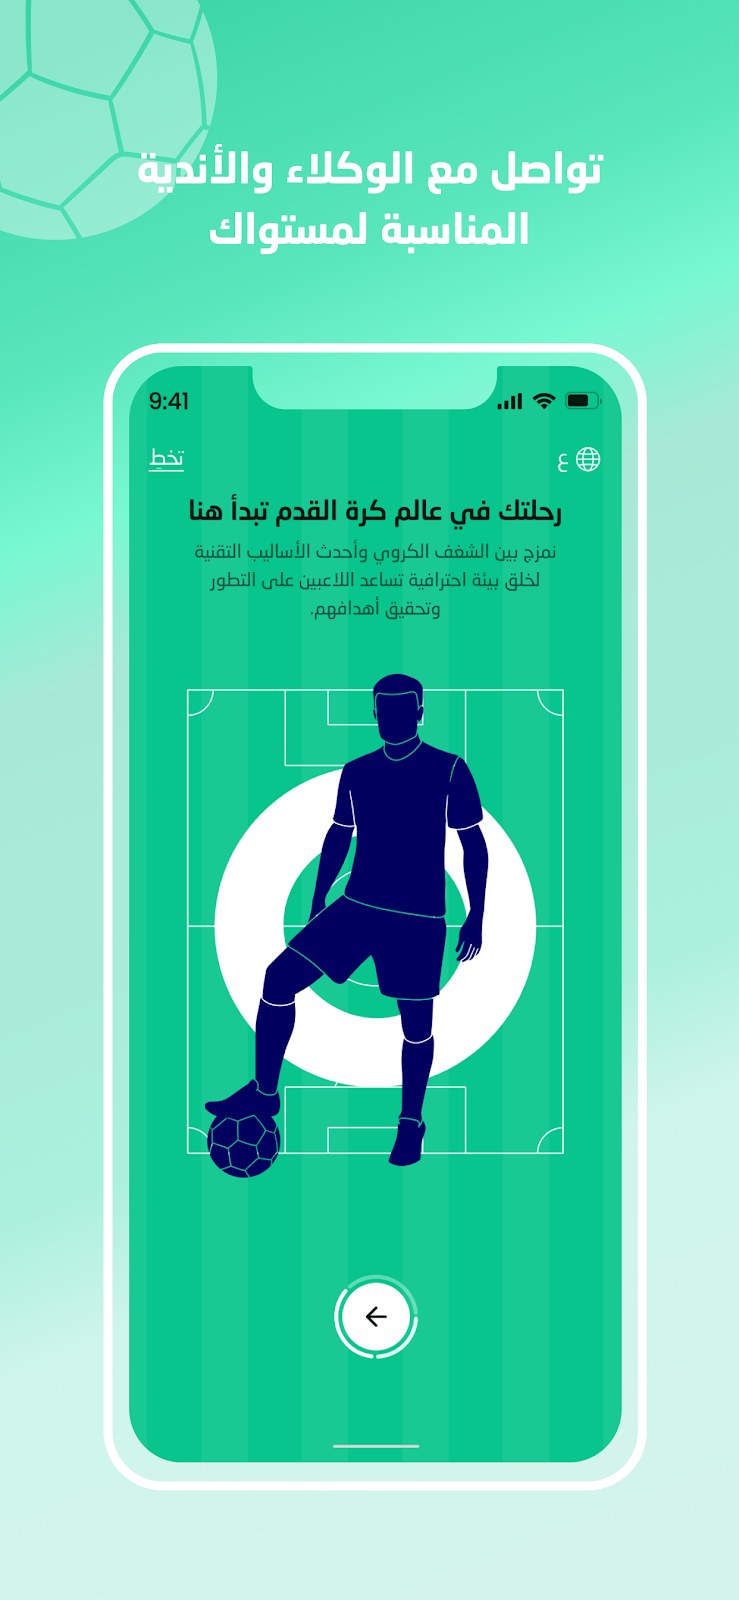 تواصل مع الوكلاء والأندية
المناسبة لمستواك
9:41
ع
تخطِ
رحلتك في عالم كرة القدم تبدأ هنا
نمزج بين الشغف الكروي وأحدث الأساليب التقنية
لخلق بيئة احترافية تساعد اللاعبين على التطور
وتحقيق أهدافهم.